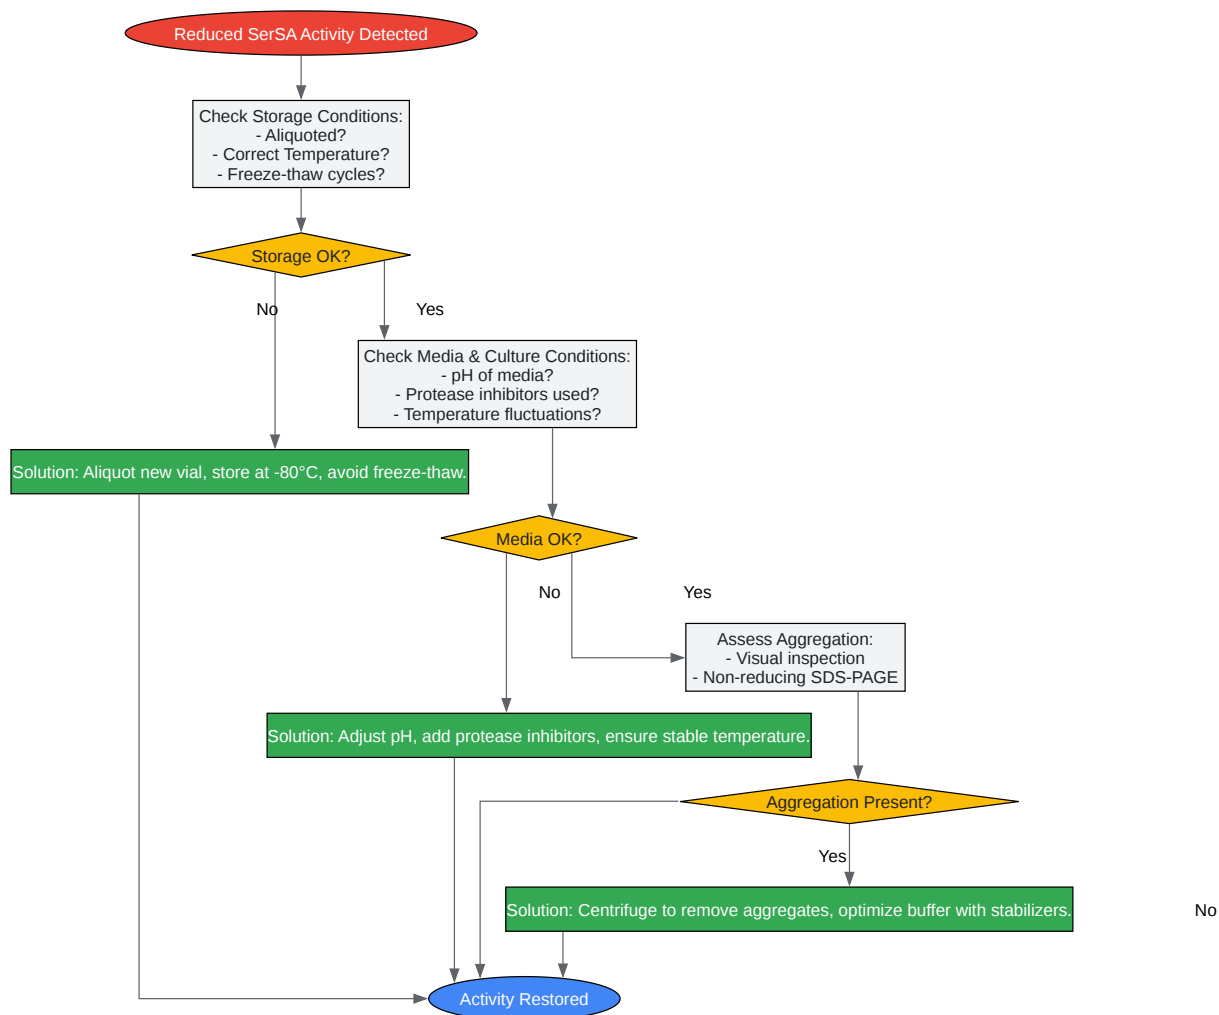 Reduced SerSA Activity Detected
Check Storage Conditions:
- Aliquoted?
- Correct Temperature?
- Freeze-thaw cycles?
Storage OK?
No
Yes
Check Media & Culture Conditions:
- pH of media?
- Protease inhibitors used?
- Temperature fluctuations?
Solution: Aliquot new vial, store at -80°C, avoid freeze-thaw.
Media OK?
No
Yes
Assess Aggregation:
- Visual inspection
- Non-reducing SDS-PAGE
Solution: Adjust pH, add protease inhibitors, ensure stable temperature.
Aggregation Present?
Yes
Solution: Centrifuge to remove aggregates, optimize buffer with stabilizers.
No
Activity Restored